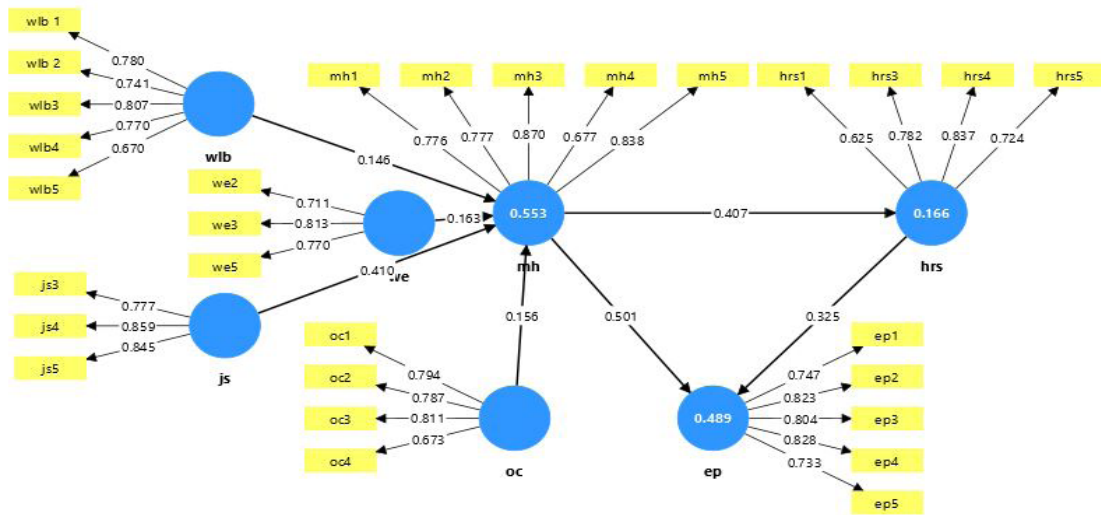 wlb 1
wlb 2
wlb3
wlb4
wlb5
0.780
0.741
0.807
0.770
0.670
wlb
we2
we3
we5
0.711
0.813
0.770
we
js3
js4
js5
0.777
0.859
0.845
js
0.146
0.163
0.410
0.156
mh1
mh2
mh3
mh4
mh5
0.776
0.777
0.870
0.677
0.838
0.553
mh
0.407
hrs1
hrs3
hrs4
hrs5
0.625
0.782
0.837
0.724
0.166
hrs
0.501
0.325
oc1
oc2
oc3
oc4
0.794
0.787
0.811
0.673
oc
0.489
ep
0.747
0.823
0.804
0.828
0.733
ep1
ep2
ep3
ep4
ep5